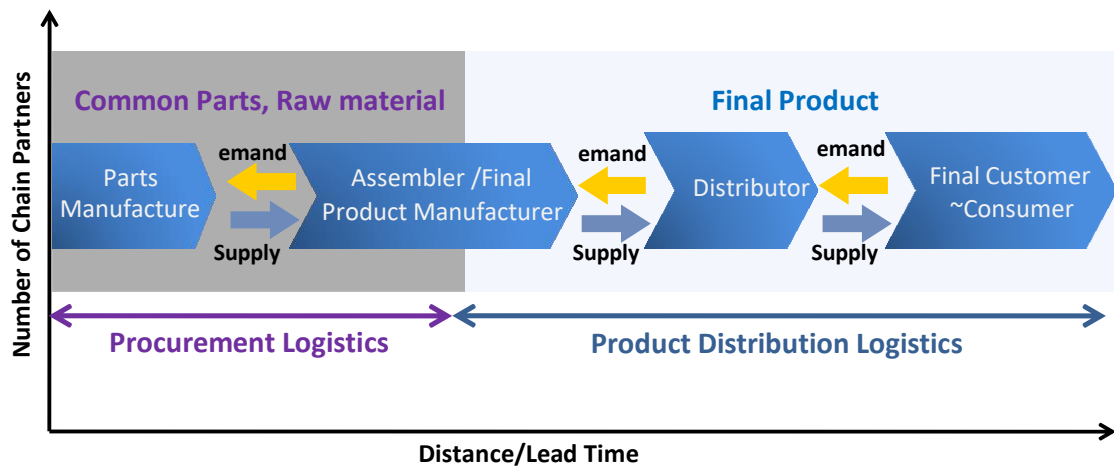 Number of Chain Partners
Common Parts, Raw material
Final Product
Parts
Manufacture
emand
Supply
Assembler /Final
Product Manufacturer
emand
Supply
Distributor
emand
Supply
Final Customer
~Consumer
Procurement Logistics
Product Distribution Logistics
Distance/Lead Time